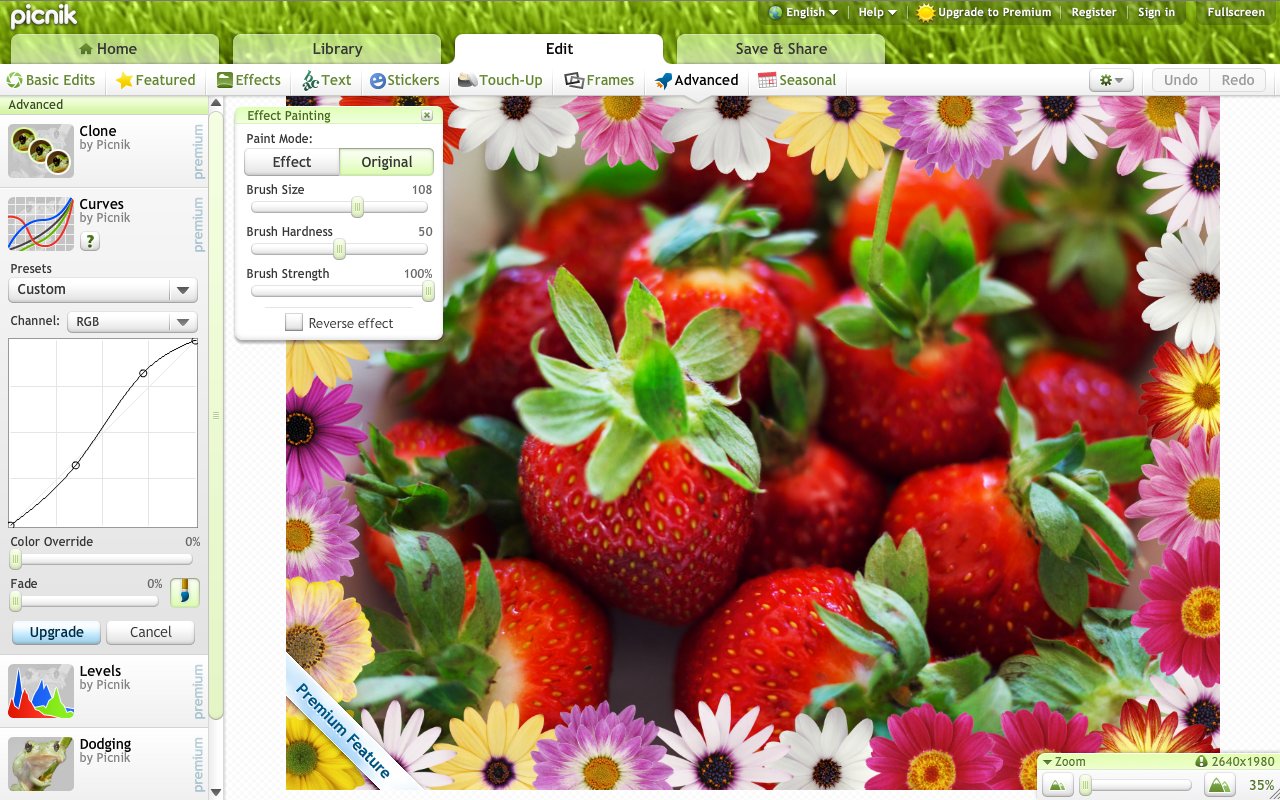 picnik
English
Help
Upgrade to Premium
Register
Sign in
Fullscreen
Home
Library
Edit
Save & Share
Basic Edits
Featured
Effects
Text
Stickers
Touch-Up
Frames
Advanced
Seasonal
Undo
Redo
Advanced
Clone
by Picnik
premium
Curves
by Picnik
?
premium
Presets
Custom
Channel: RGB
Color Override 0%
Fade 0%
Upgrade
Cancel
Levels
by Picnik
premium
Dodging
by Picnik
premium
Effect Painting
Paint Mode:
Effect
Original
Brush Size 108
Brush Hardness 50
Brush Strength 100%
Reverse effect
Premium Feature
Zoom
2640x1980
35%